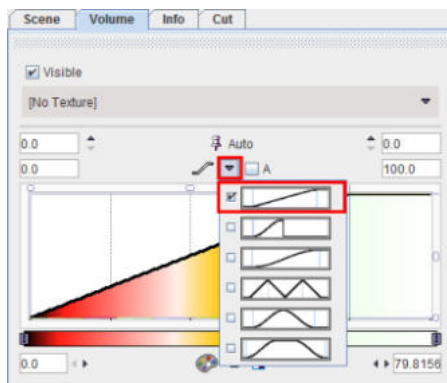 Scene Volume Info Cut
Visible
[No Texture]
0.0 Auto 0.0
0.0 A 100.0
0.0 79.8156